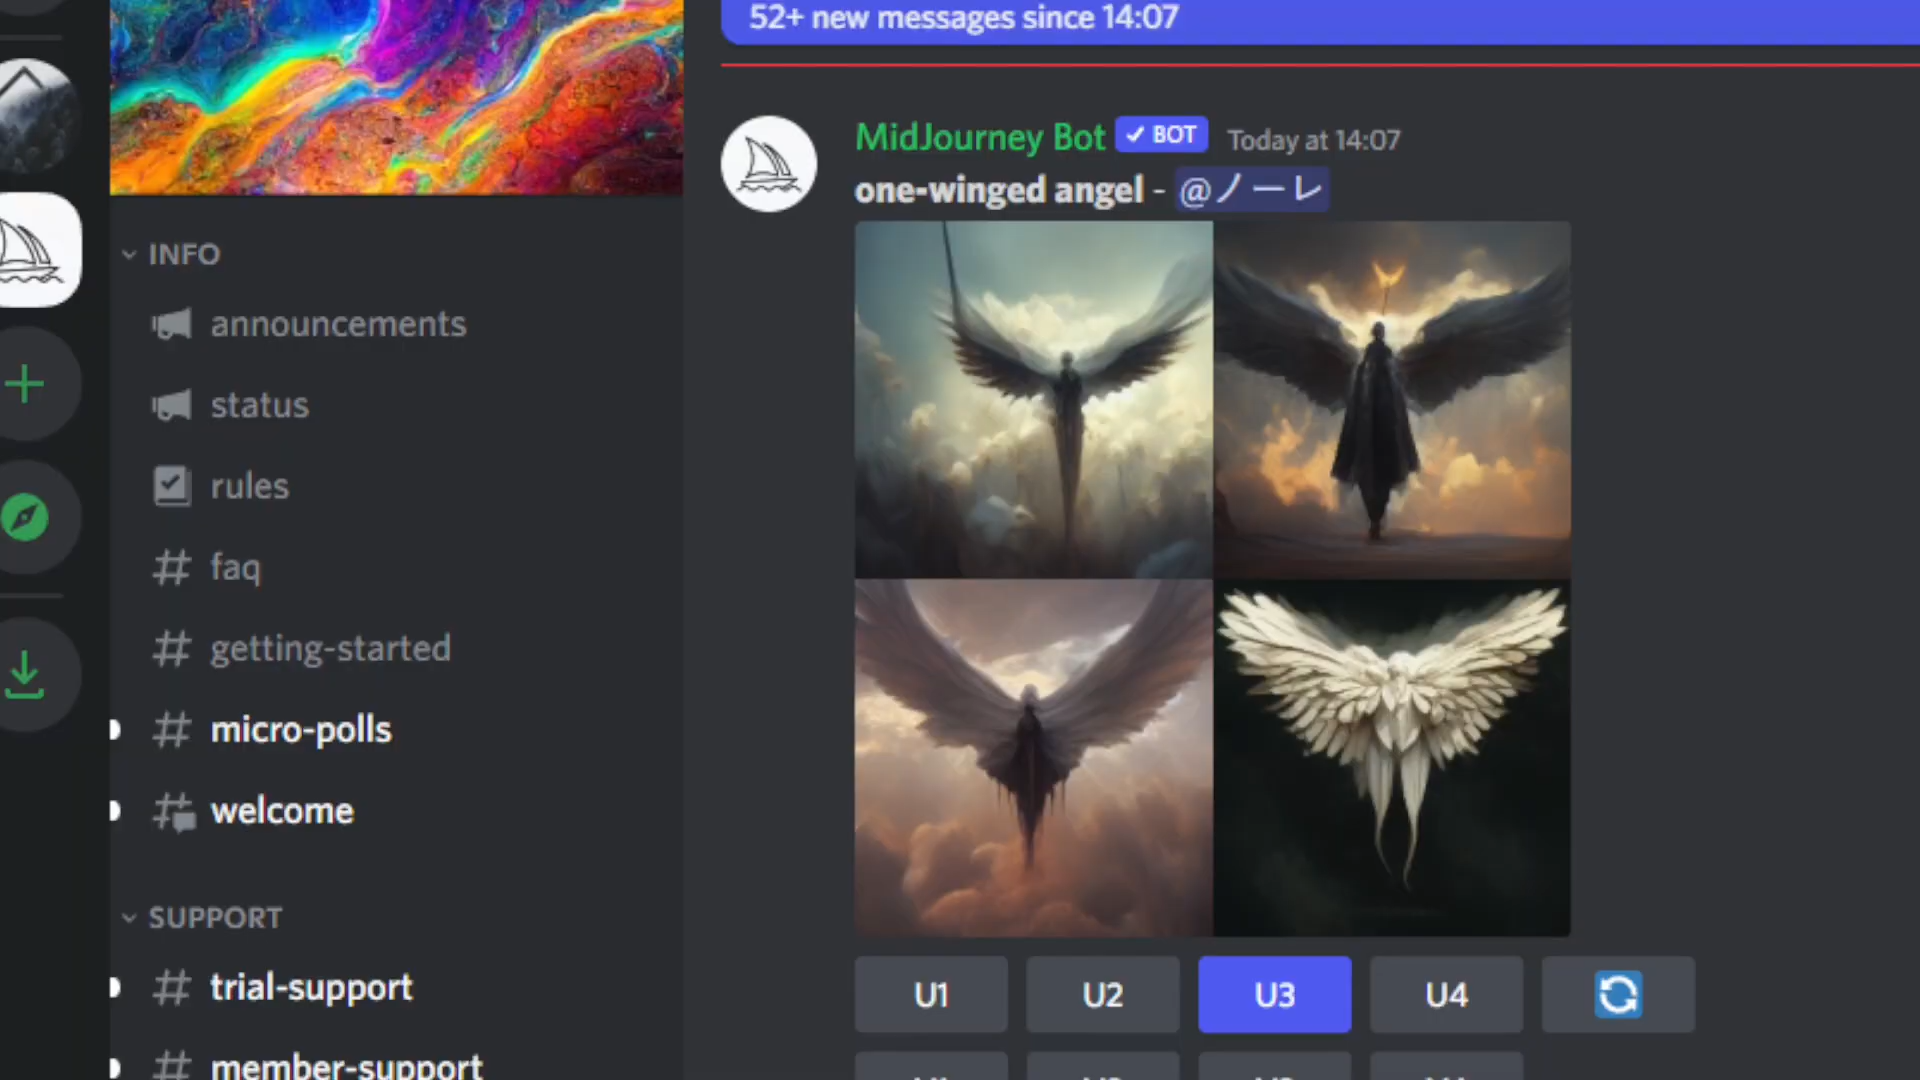 52+ new messages since 14:07
MidJourney Bot ✓ BOT Today at 14:07
one-winged angel - @ノーレ
INFO
announcements
status
rules
faq
getting-started
micro-polls
welcome
SUPPORT
trial-support
member-support
U1 U2 U3 U4